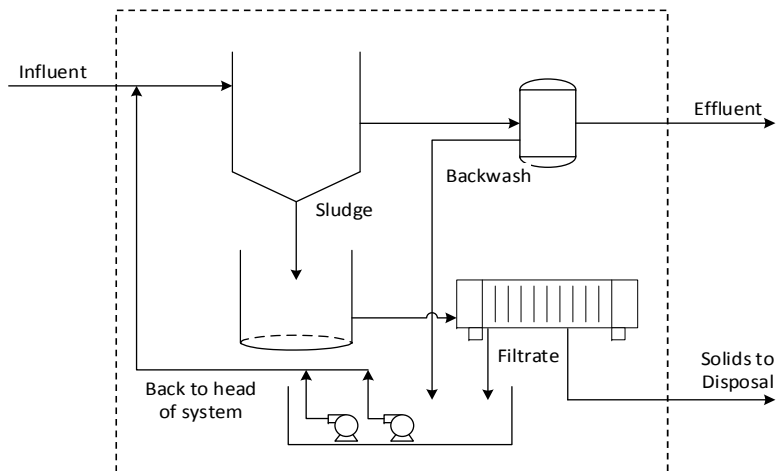 Influent
Effluent
Backwash
Sludge
Filtrate
Solids to
Disposal
Back to head
of system